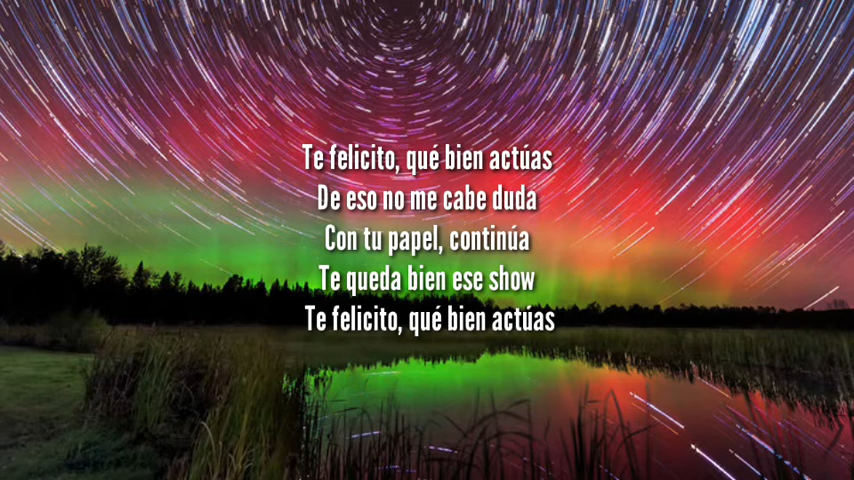 Te felicito, qué bien actúas
De eso no me cabe duda
Con tu papel, continúa
Te queda bien ese show
Te felicito, qué bien actúas